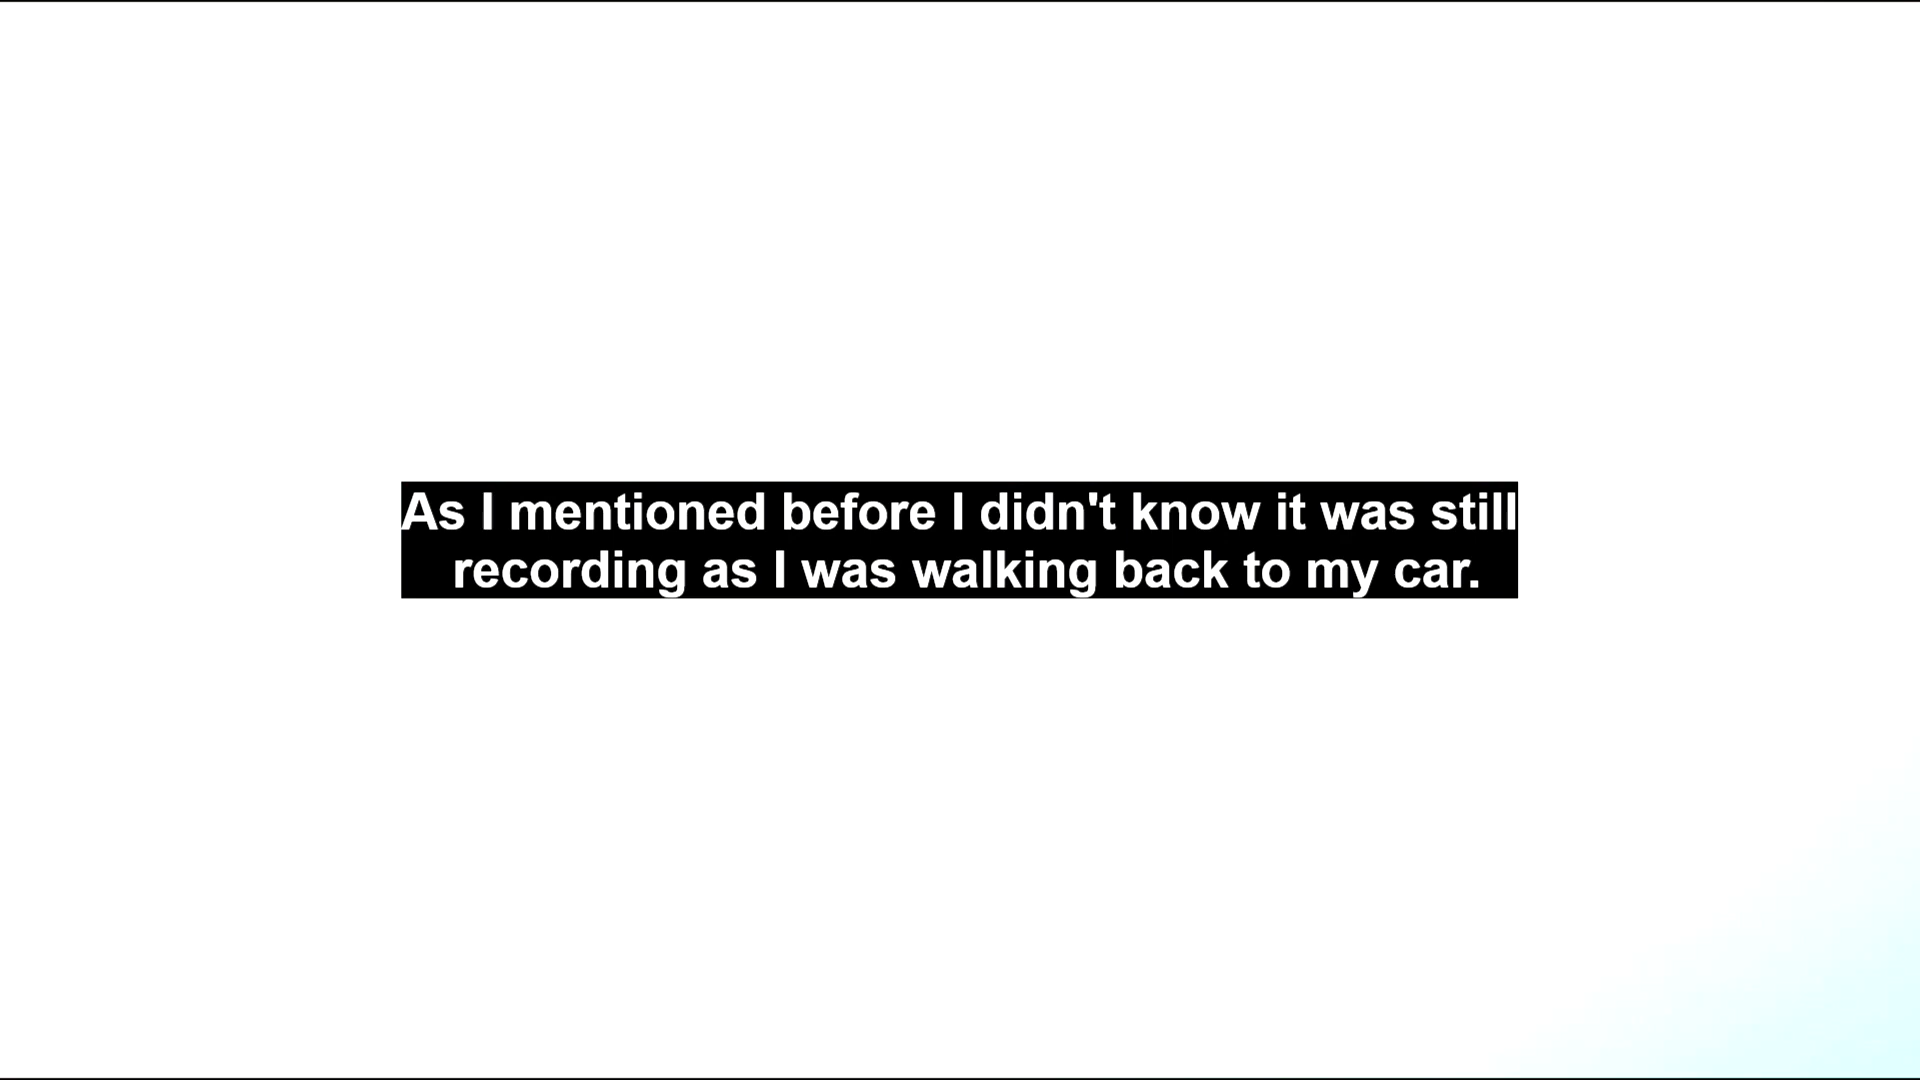 As I mentioned before I didn't know it was still
recording as I was walking back to my car.